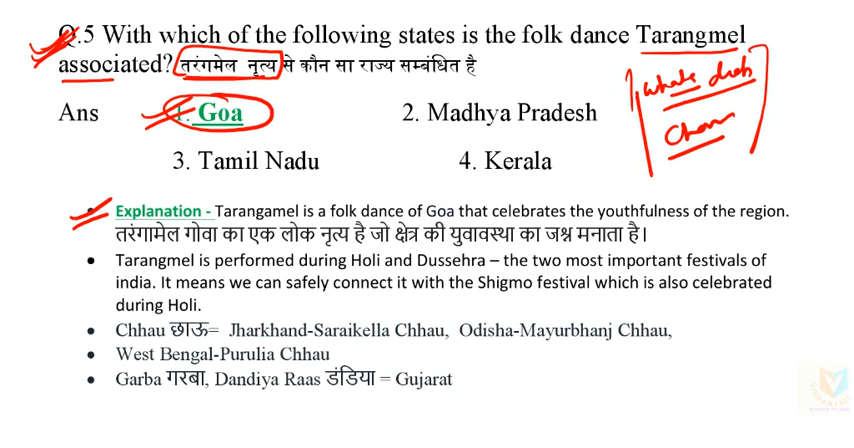 Q.5 With which of the following states is the folk dance Tarangmel
associated? तरंगमेल नृत्य से कौन सा राज्य सम्बंधित है
Ans 1. Goa 2. Madhya Pradesh
3. Tamil Nadu 4. Kerala
Explanation - Tarangamel is a folk dance of Goa that celebrates the youthfulness of the region.
तरंगामेल गोवा का एक लोक नृत्य है जो क्षेत्र की युवावस्था का जश्न मनाता है।
• Tarangmel is performed during Holi and Dussehra – the two most important festivals of
india. It means we can safely connect it with the Shigmo festival which is also celebrated
during Holi.
• Chhau छाऊ= Jharkhand-Saraikella Chhau, Odisha-Mayurbhanj Chhau,
• West Bengal-Purulia Chhau
• Garba गरबा, Dandiya Raas डंडिया = Gujarat